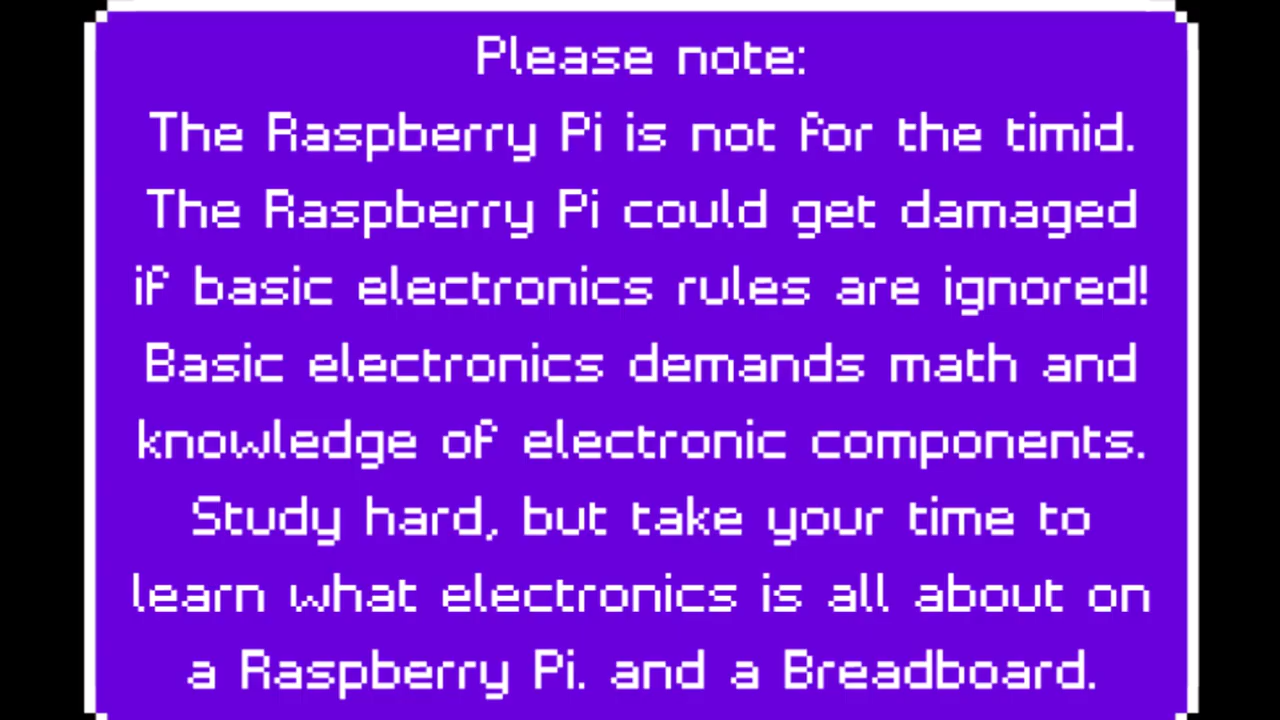 Please note:
The Raspberry Pi is not for the timid.
The Raspberry Pi could get damaged
if basic electronics rules are ignored!
Basic electronics demands math and
knowledge of electronic components.
Study hard, but take your time to
learn what electronics is all about on
a Raspberry Pi. and a Breadboard.